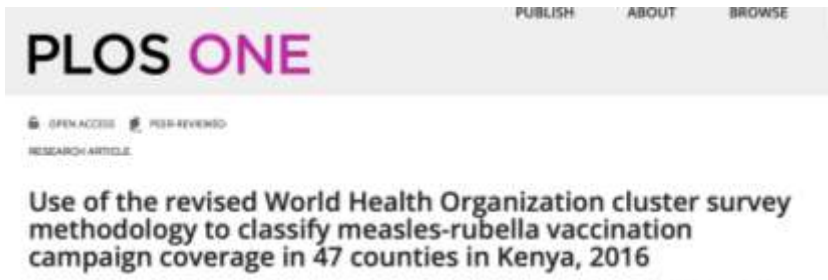 PUBLISH ABOUT BROWSE
PLOS ONE
OPEN ACCESS PEER-REVIEWED
RESEARCH ARTICLE
Use of the revised World Health Organization cluster survey
methodology to classify measles-rubella vaccination
campaign coverage in 47 counties in Kenya, 2016